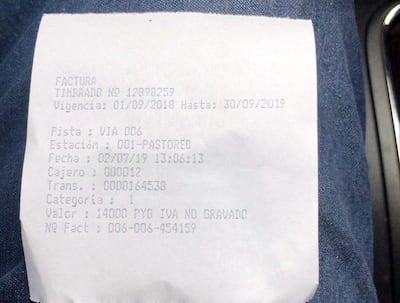 FACTURA
TIMBRADO Nº 12898259
Vigencia: 01/09/2018 Hasta: 30/09/2019
Pista : VIA 006
Estación : 001-PASTOREO
Fecha : 02/07/19 13:06:13
Cajero : 000012
Trans. : 0000164538
Categoria : 1
Valor : 14000 PYG IVA NO GRAVADO
Nº Fact : 006-006-454159